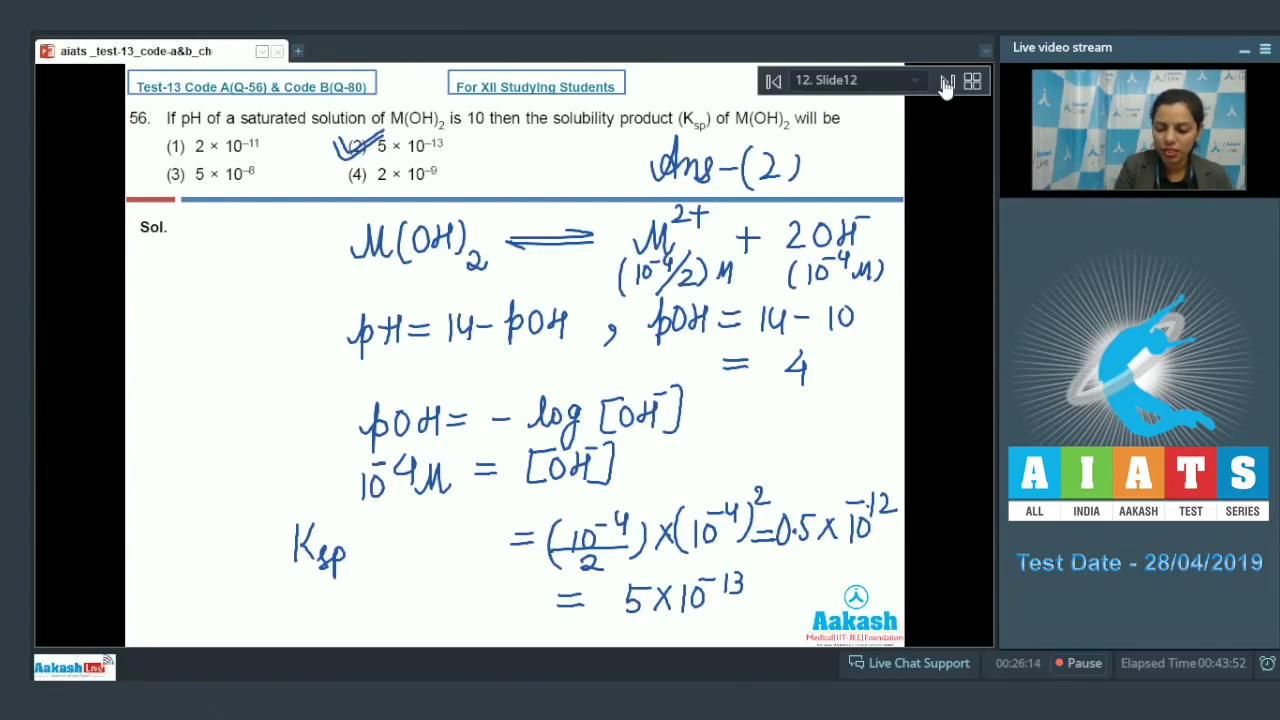 aiats _test-13_code-a&b_ch
Live video stream
Test-13 Code A(Q-56) & Code B(Q-80)
For XII Studying Students
12. Slide12
56. If pH of a saturated solution of M(OH)₂ is 10 then the solubility product (Kₛₚ) of M(OH)₂ will be
(1) 2 × 10⁻¹¹ (2) 5 × 10⁻¹³
(3) 5 × 10⁻⁸ (4) 2 × 10⁻⁹
Ans-(2)
Sol.
M(OH)₂ ⇌ M²⁺ + 2OH⁻
(10⁻⁴/2) M (10⁻⁴M)
pH = 14 - pOH , pOH = 14 - 10
= 4
pOH = - log [OH⁻]
10⁻⁴M = [OH⁻]
Ksp = (10⁻⁴/2) × (10⁻⁴)² = 0.5 × 10⁻¹²
= 5 × 10⁻¹³
Aakash
Medical|IIT-JEE|Foundation
A I A T S
ALL INDIA AAKASH TEST SERIES
Test Date - 28/04/2019
Aakash Live
Live Chat Support
00:26:14
Pause
Elapsed Time 00:43:52